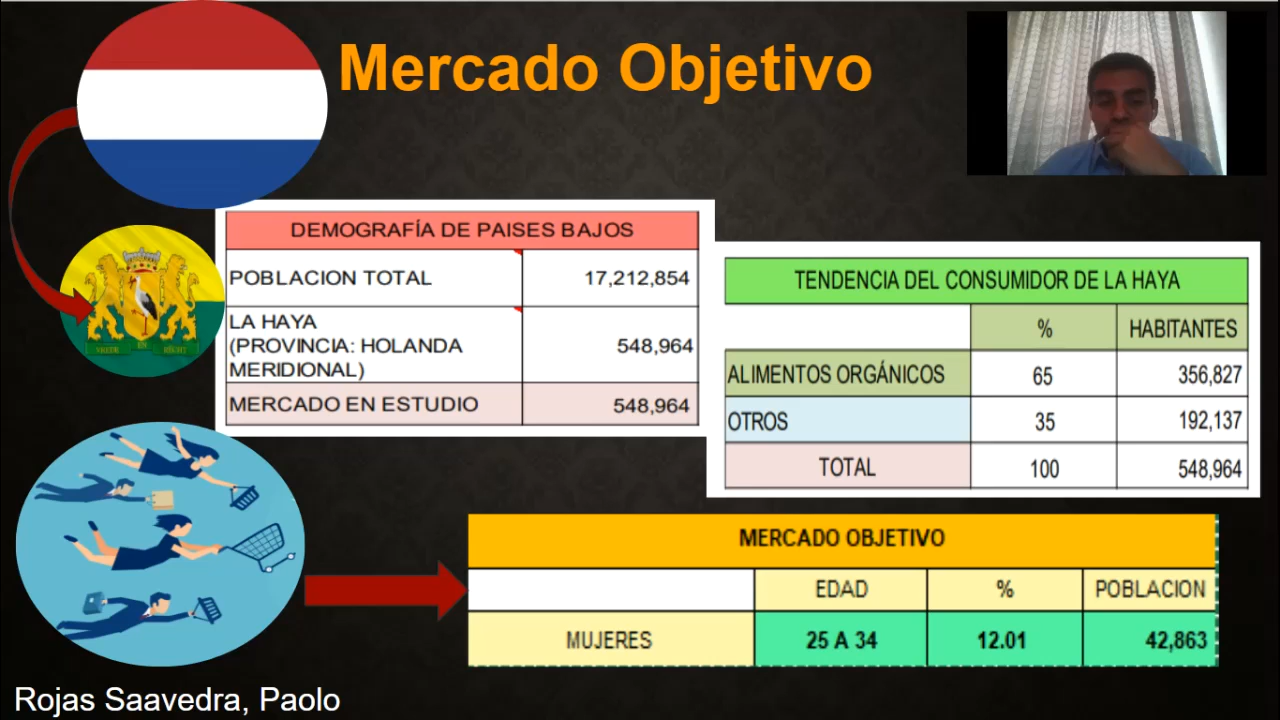 Mercado Objetivo
DEMOGRAFÍA DE PAISES BAJOS
POBLACION TOTAL 17,212,854
LA HAYA
(PROVINCIA: HOLANDA
MERIDIONAL) 548,964
MERCADO EN ESTUDIO 548,964
TENDENCIA DEL CONSUMIDOR DE LA HAYA
% HABITANTES
ALIMENTOS ORGÁNICOS 65 356,827
OTROS 35 192,137
TOTAL 100 548,964
MERCADO OBJETIVO
EDAD % POBLACION
MUJERES 25 A 34 12.01 42,863
Rojas Saavedra, Paolo